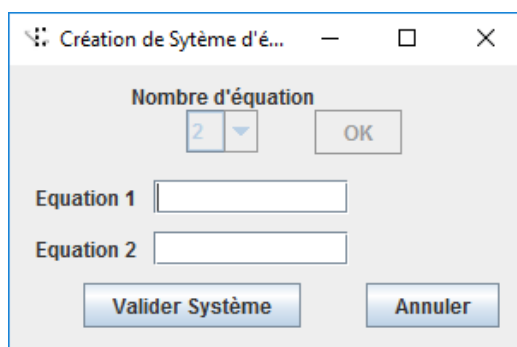 Création de Sytème d'é...
Nombre d'équation
2 OK
Equation 1
Equation 2
Valider Système Annuler